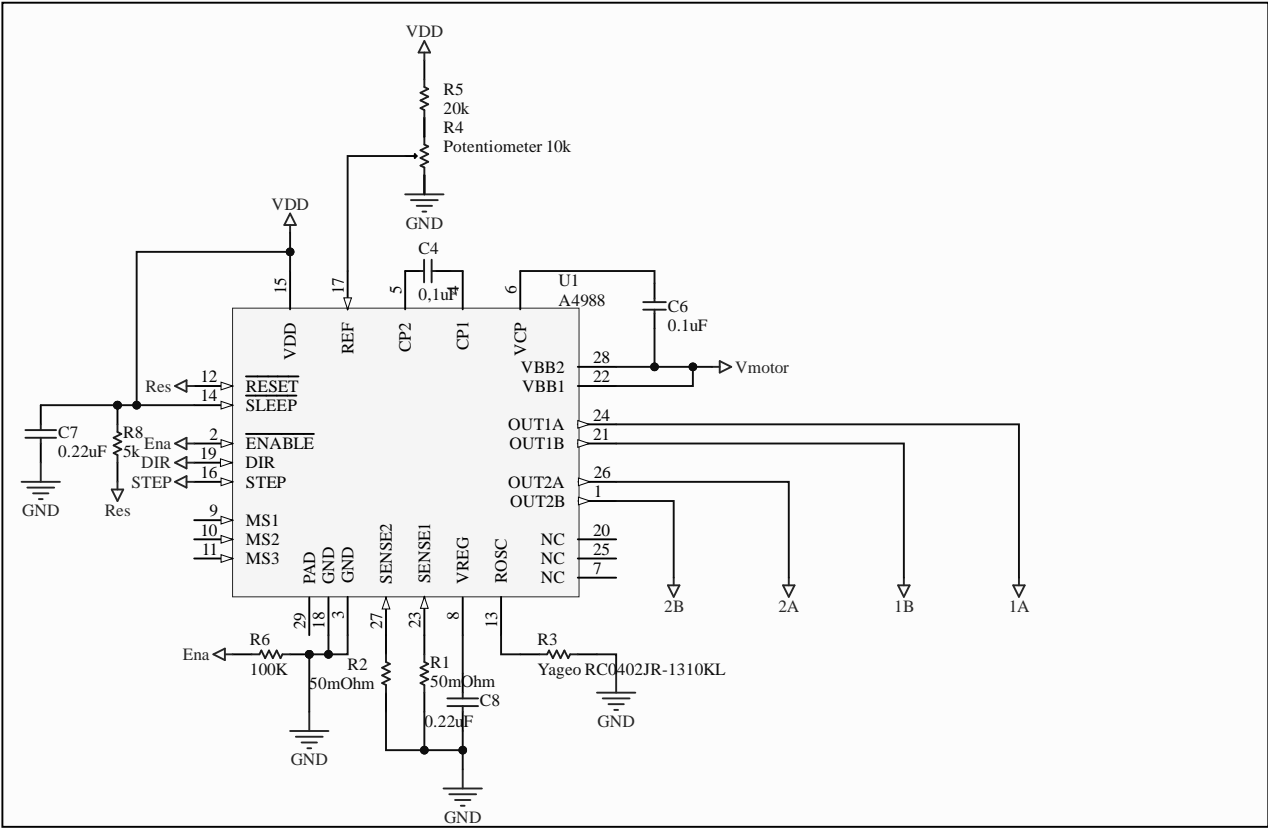 VDD
R5
20k
R4
Potentiometer 10k
GND
VDD
C4
0,1uF
15
17
5
4
6
U1
A4988
C6
0.1uF
VDD
REF
CP2
CP1
VCP
VBB2
28
Vmotor
VBB1
22
Res
12
RESET
14
SLEEP
C7
0.22uF
R8
5k
GND
Res
Ena
2
ENABLE
DIR
19
DIR
STEP
16
STEP
9
MS1
10
MS2
11
MS3
OUT1A
24
OUT1B
21
OUT2A
26
OUT2B
1
NC
20
NC
25
NC
7
PAD
GND
GND
SENSE2
SENSE1
VREG
ROSC
29
18
3
27
23
8
13
2B
2A
1B
1A
Ena
R6
100K
R2
50mOhm
R1
50mOhm
C8
0.22uF
R3
Yageo RC0402JR-1310KL
GND
GND
GND